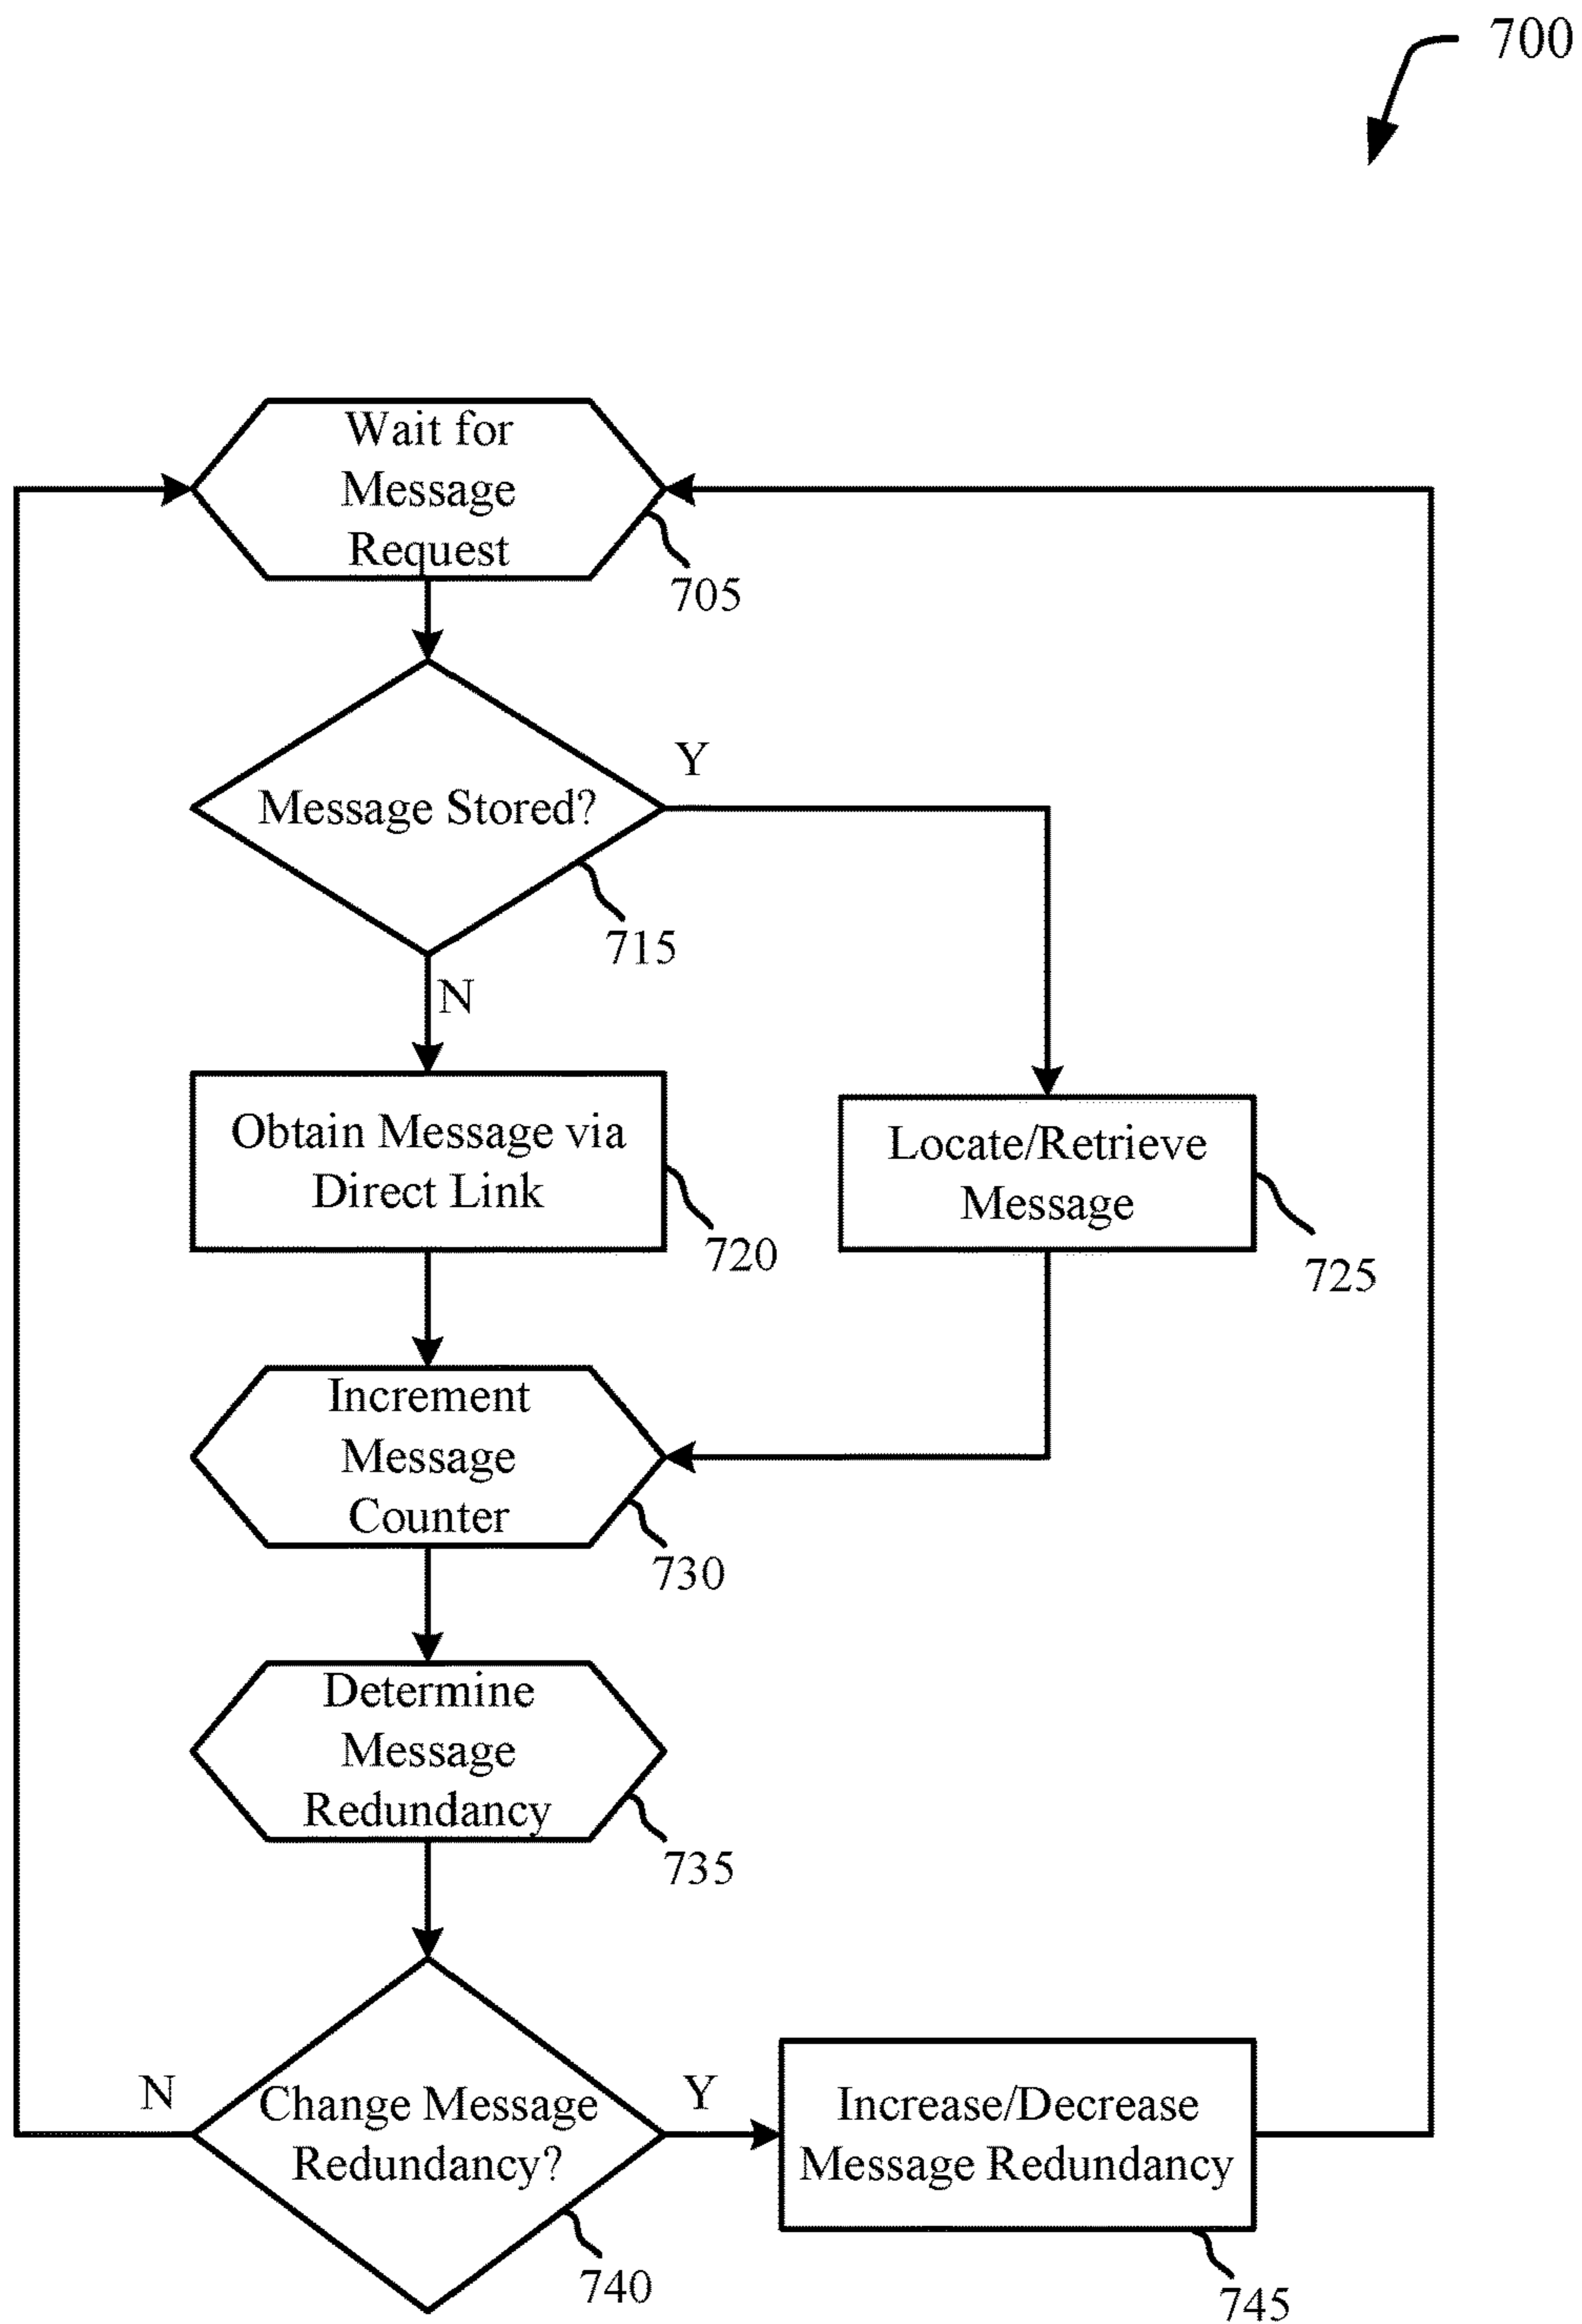 700
Wait for
Message
Request
705
Message Stored?
Y
715
N
Obtain Message via
Direct Link
720
Locate/Retrieve
Message
725
Increment
Message
Counter
730
Determine
Message
Redundancy
735
N
Change Message
Redundancy?
Y
740
Increase/Decrease
Message Redundancy
745